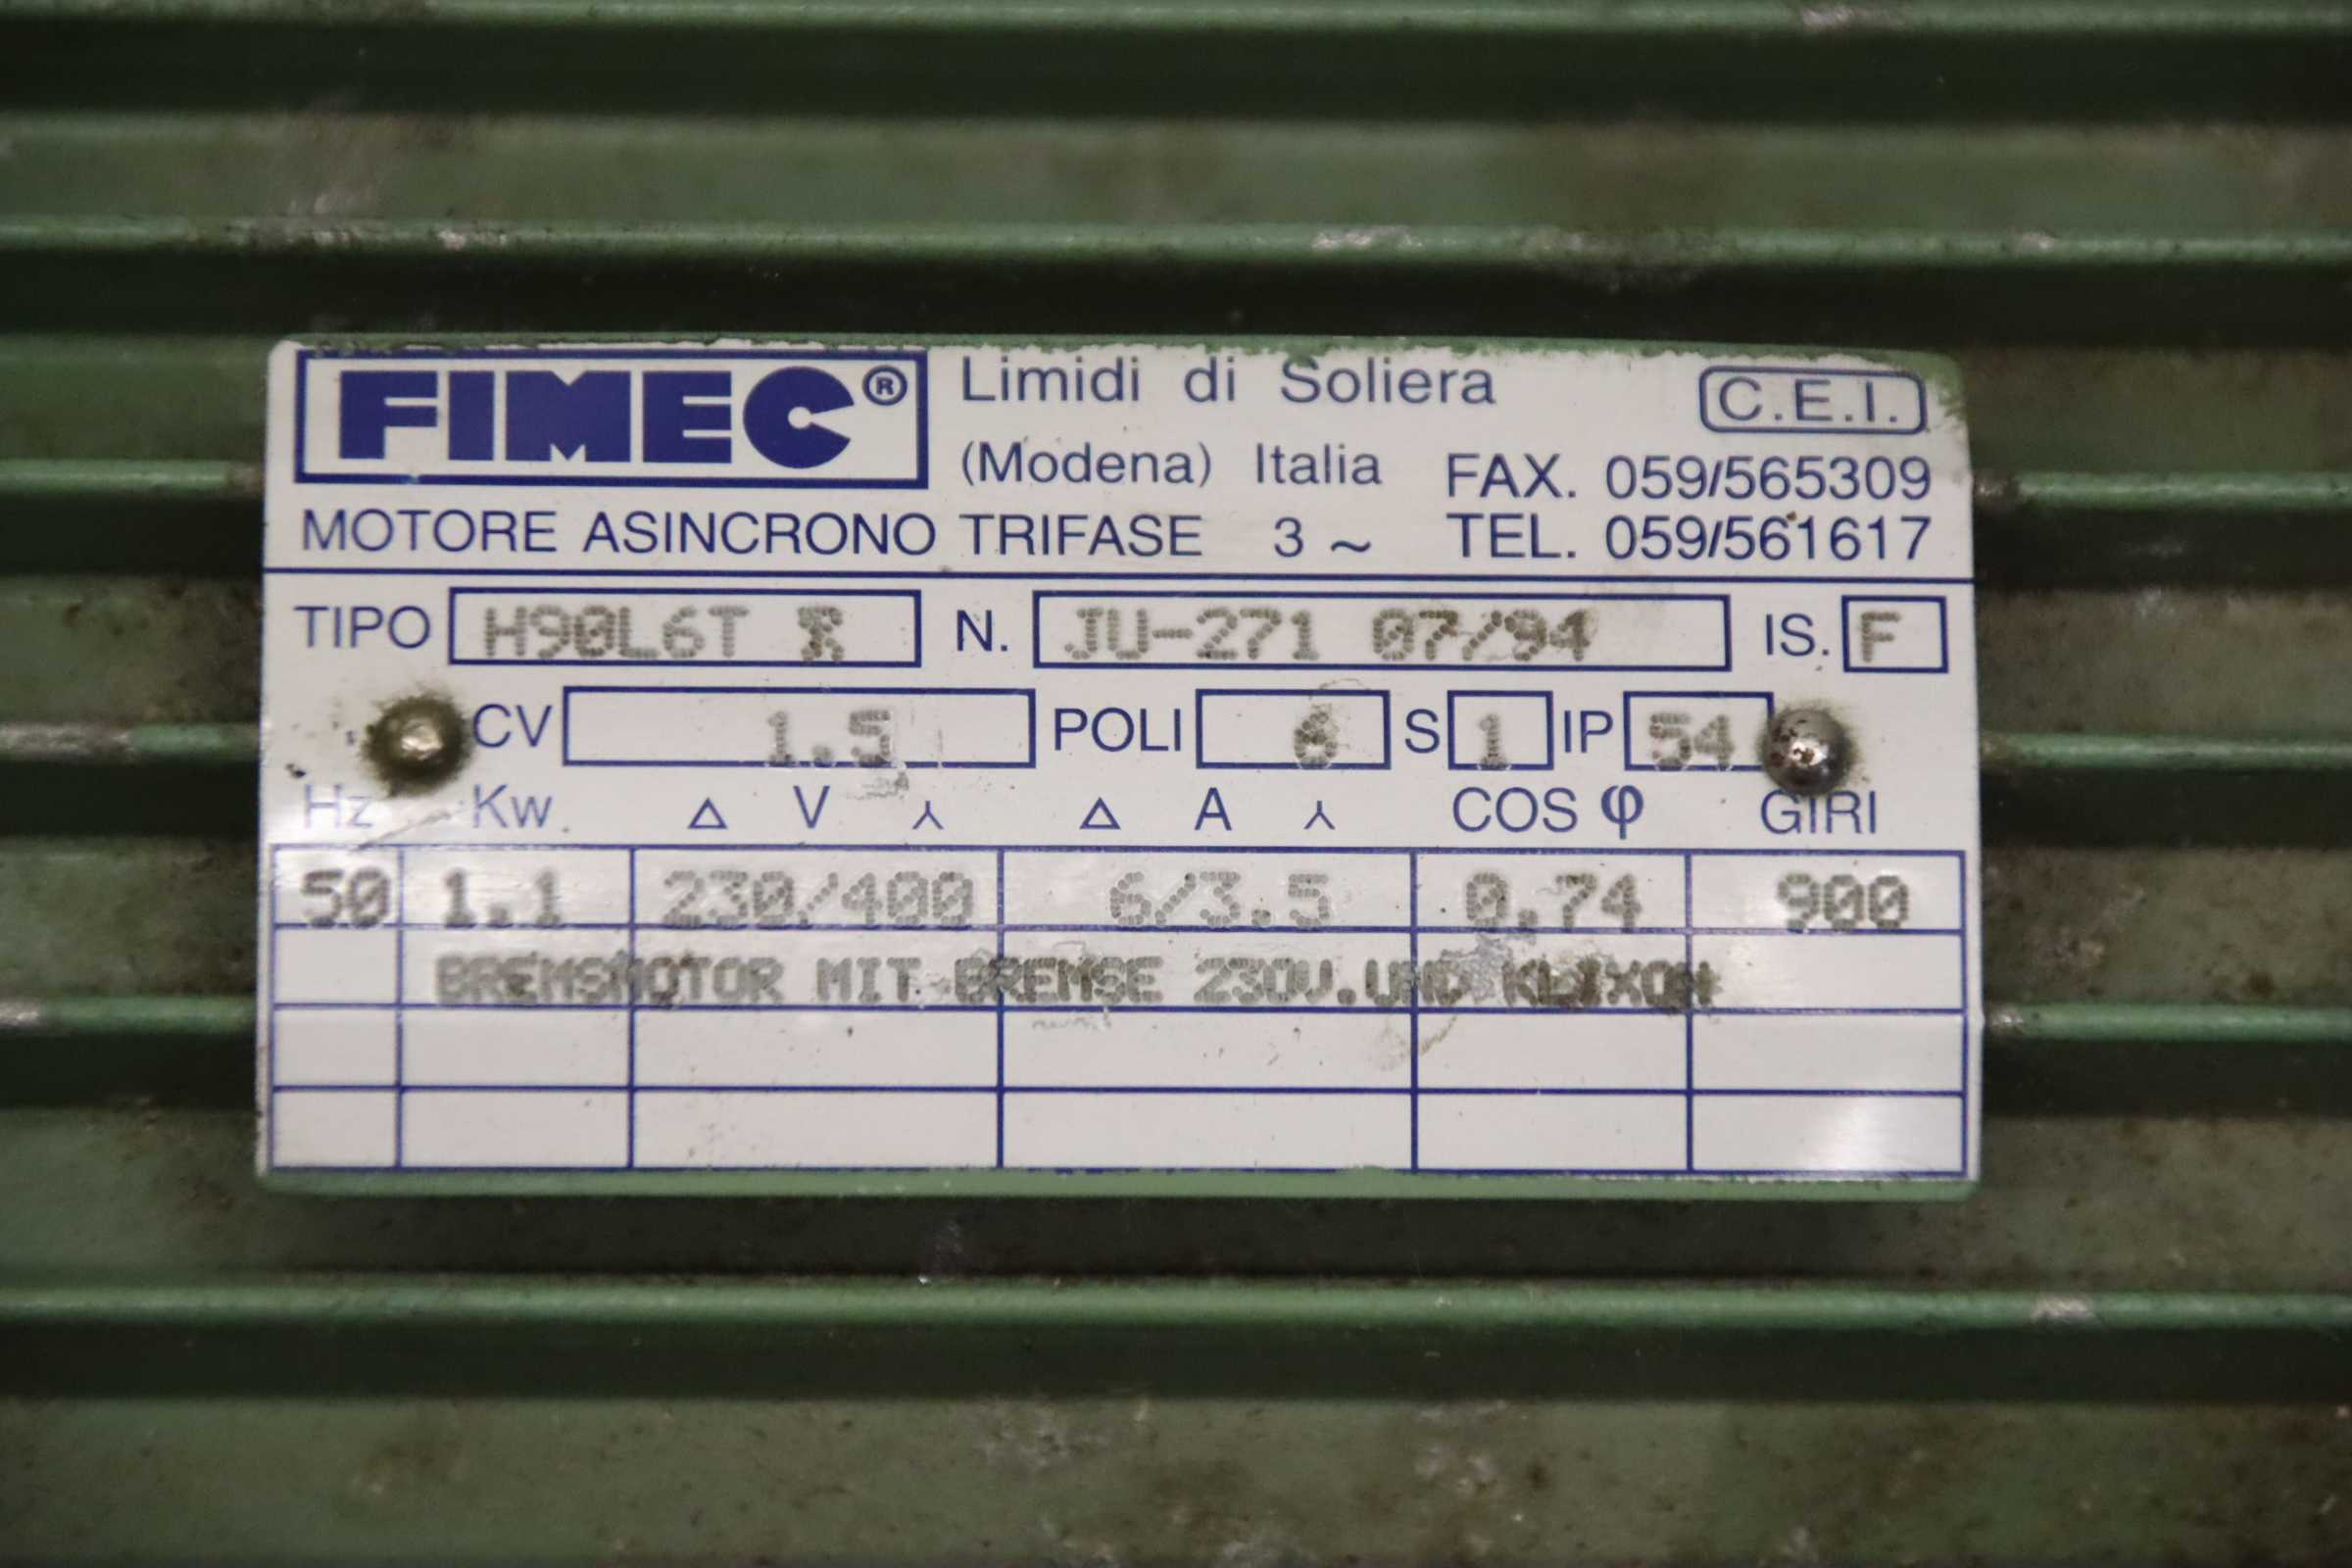 FIMEC® Limidi di Soliera C.E.I.
(Modena) Italia FAX. 059/565309
MOTORE ASINCRONO TRIFASE 3 ~ TEL. 059/561617
TIPO H90L6T N. JU-271 07/94 IS. F
CV 1.5 POLI 6 S 1 IP 54
Hz Kw Δ V ⅄ Δ A ⅄ COS φ GIRI
50 1.1 230/400 6/3.5 0.74 900
BREMSMOTOR MIT BREMSE 230V.UND KLIXON